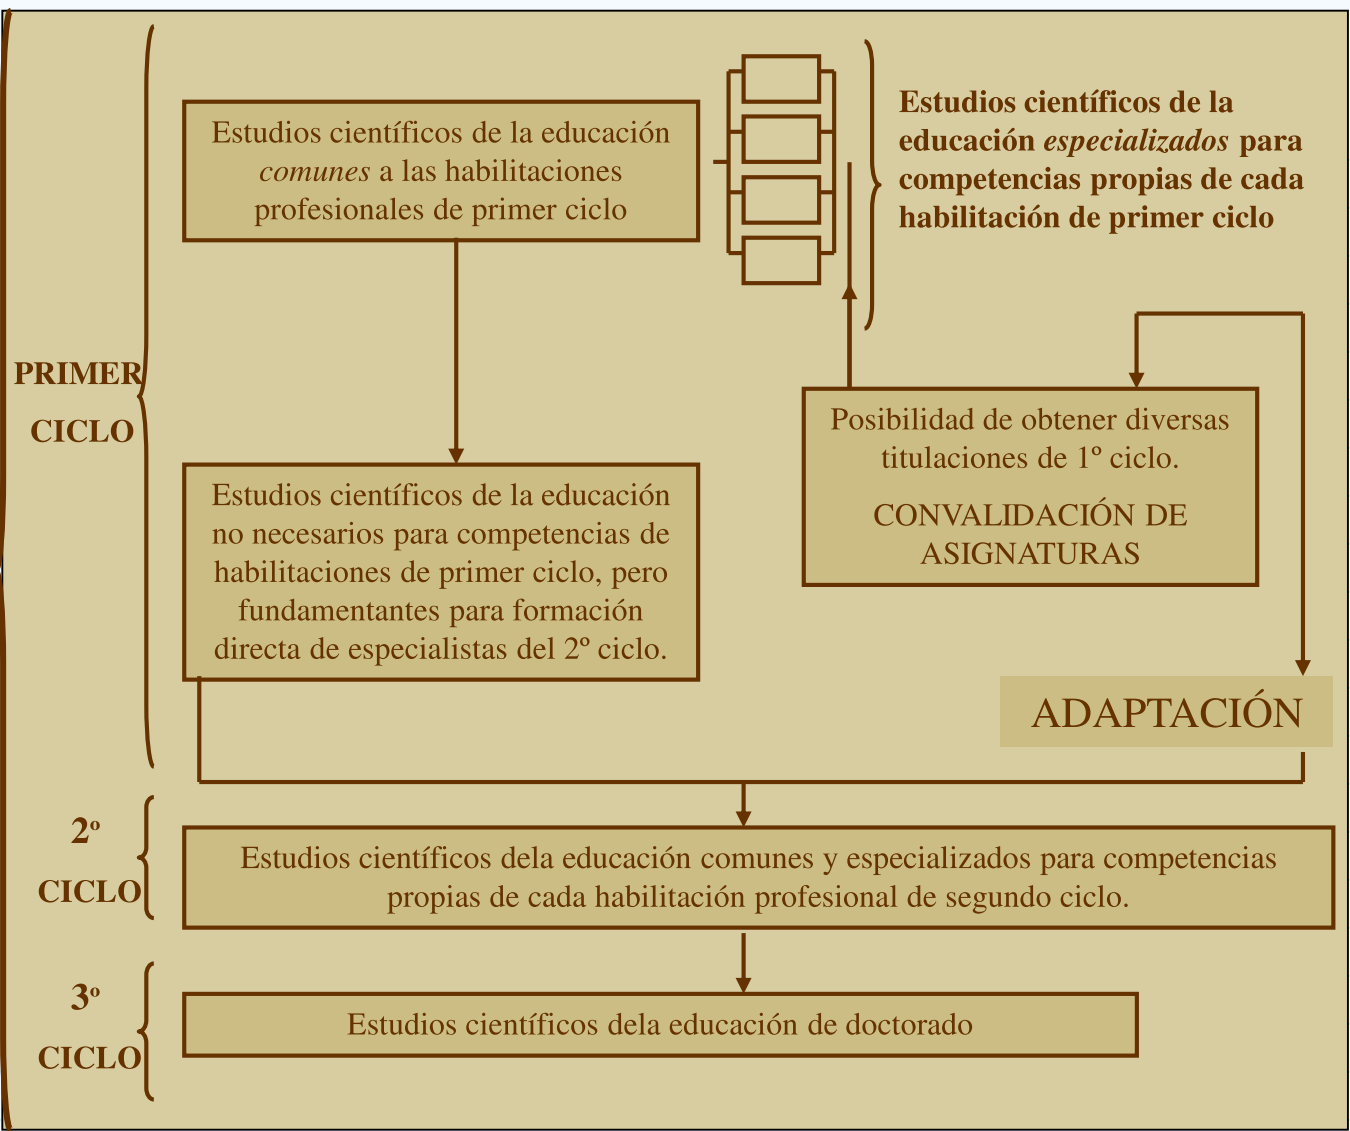 Estudios científicos de la educación
comunes a las habilitaciones
profesionales de primer ciclo
Estudios científicos de la
educación especializados para
competencias propias de cada
habilitación de primer ciclo
PRIMER
CICLO
Posibilidad de obtener diversas
titulaciones de 1º ciclo.
CONVALIDACIÓN DE
ASIGNATURAS
Estudios científicos de la educación
no necesarios para competencias de
habilitaciones de primer ciclo, pero
fundamentantes para formación
directa de especialistas del 2º ciclo.
ADAPTACIÓN
2º
CICLO
Estudios científicos dela educación comunes y especializados para competencias
propias de cada habilitación profesional de segundo ciclo.
3º
CICLO
Estudios científicos dela educación de doctorado